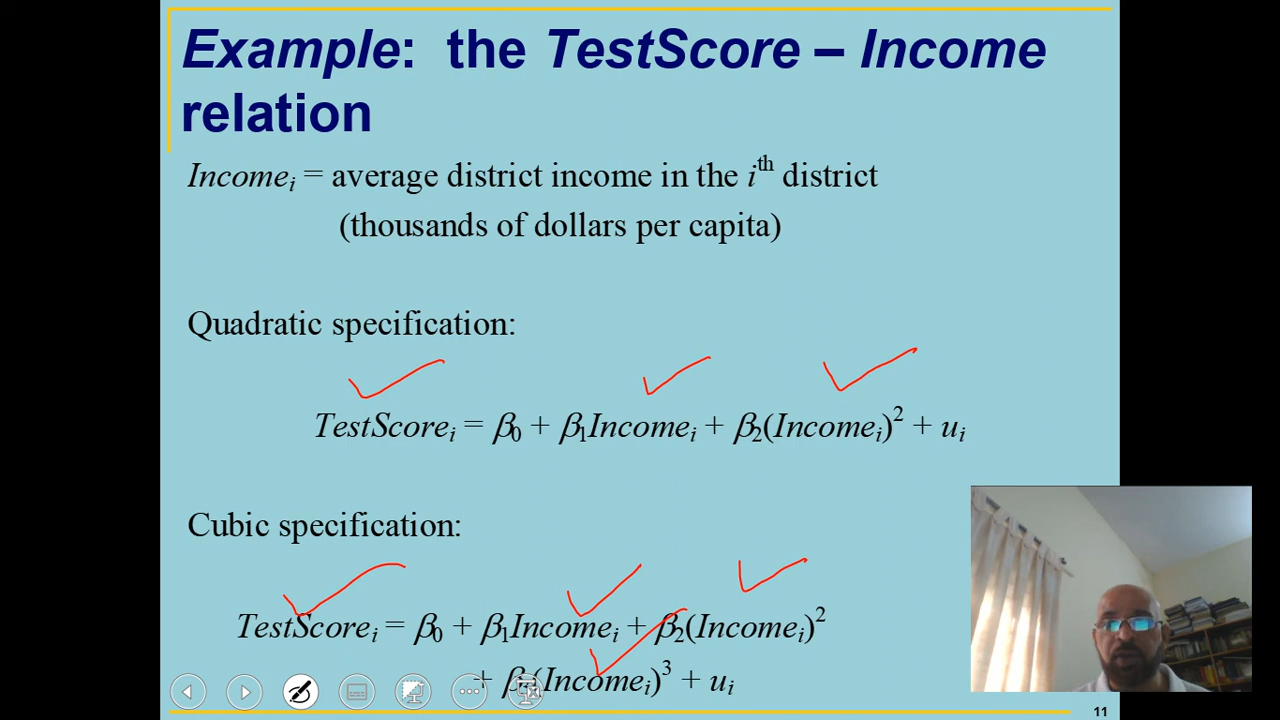 Example: the TestScore – Income
relation
Incomeᵢ = average district income in the iᵗʰ district
(thousands of dollars per capita)
Quadratic specification:
TestScoreᵢ = β₀ + β₁Incomeᵢ + β₂(Incomeᵢ)² + uᵢ
Cubic specification:
TestScoreᵢ = β₀ + β₁Incomeᵢ + β₂(Incomeᵢ)²
+ β(Incomeᵢ)³ + uᵢ
11